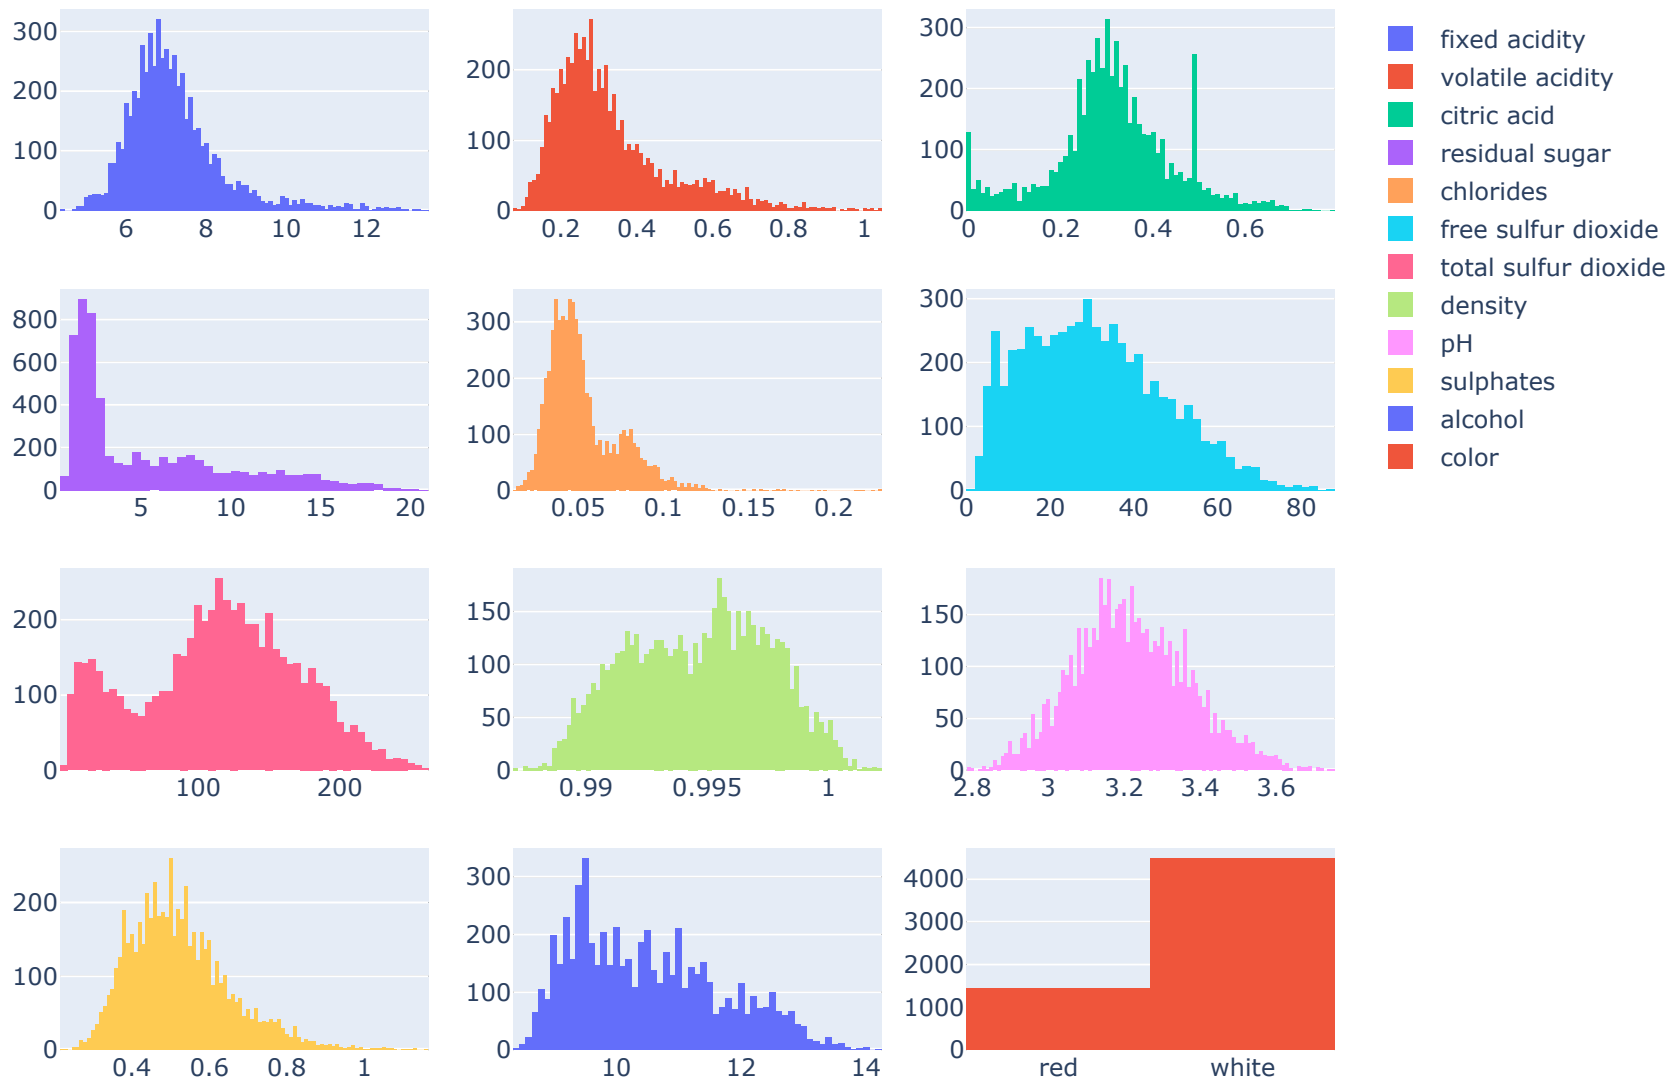 300
200
100
0
6 8 10 12
200
100
0
0.2 0.4 0.6 0.8 1
300
200
100
0
0 0.2 0.4 0.6
fixed acidity
volatile acidity
citric acid
residual sugar
chlorides
free sulfur dioxide
total sulfur dioxide
density
pH
sulphates
alcohol
color
800
600
400
200
0
5 10 15 20
300
200
100
0
0.05 0.1 0.15 0.2
300
200
100
0
0 20 40 60 80
200
100
0
100 200
150
100
50
0
0.99 0.995 1
150
100
50
0
2.8 3 3.2 3.4 3.6
200
100
0
0.4 0.6 0.8 1
300
200
100
0
10 12 14
4000
3000
2000
1000
0
red white